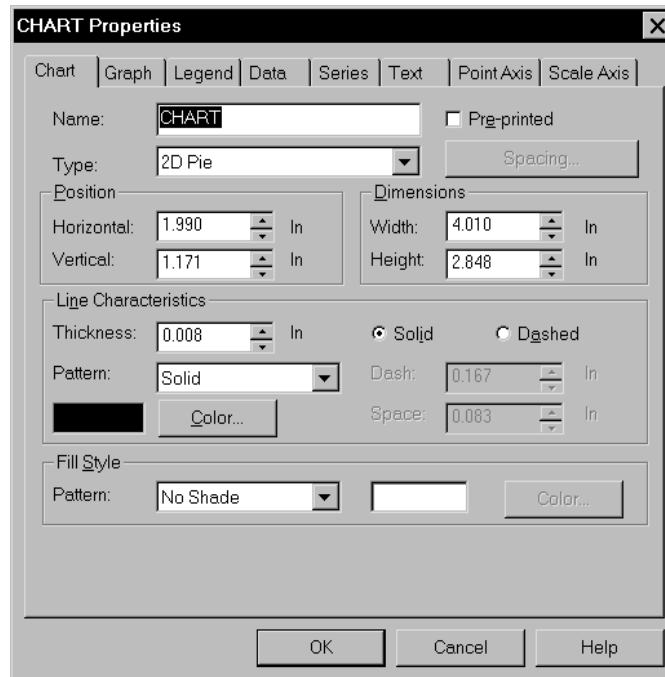 CHART Properties
Chart Graph Legend Data Series Text Point Axis Scale Axis
Name: CHART Pre-printed
Type: 2D Pie Spacing...
Position Dimensions
Horizontal: 1.990 In Width: 4.010 In
Vertical: 1.171 In Height: 2.848 In
Line Characteristics
Thickness: 0.008 In Solid Dashed
Pattern: Solid Dash: 0.167 In
Color... Space: 0.083 In
Fill Style
Pattern: No Shade Color...
OK Cancel Help